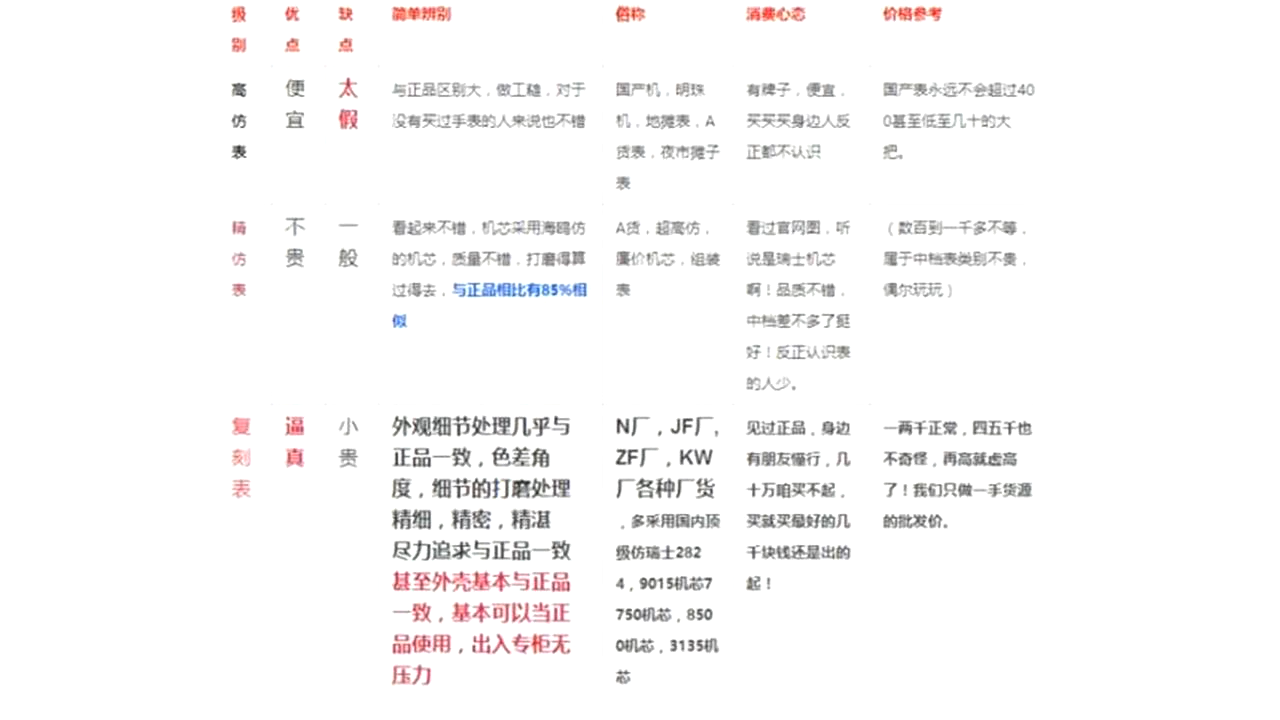 级别 优点 缺点 简单辨别 俗称 消费心态 价格参考
高仿表
便宜
太假
与正品区别大，做工糙，对于
没有买过手表的人来说也不错
国产机，明珠
机，地摊表，A
货表，夜市摊子
表
有牌子，便宜，
买买买身边人反
正都不认识
国产表永远不会超过40
0甚至低至几十的大
把。
精仿表
不贵
一般
看起来不错，机芯采用海鸥仿
的机芯，质量不错，打磨得算
过得去，与正品相比有85%相
似
A货，超高仿，
廉价机芯，组装
表
看过官网图，听
说是瑞士机芯
啊！品质不错，
中档差不多了挺
好！反正认识表
的人少。
（数百到一千多不等，
属于中档表类别不贵，
偶尔玩玩）
复刻表
逼真
小贵
外观细节处理几乎与
正品一致，色差角
度，细节的打磨处理
精细，精密，精湛
尽力追求与正品一致
甚至外壳基本与正品
一致，基本可以当正
品使用，出入专柜无
压力
N厂，JF厂,
ZF厂，KW
厂各种厂货
，多采用国内顶
级仿瑞士282
4，9015机芯7
750机芯，850
0机芯，3135机
芯
见过正品，身边
有朋友懂行，几
十万咱买不起，
买就买最好的几
千块钱还是出的
起！
一两千正常，四五千也
不奇怪，再高就虚高
了！我们只做一手货源
的批发价。